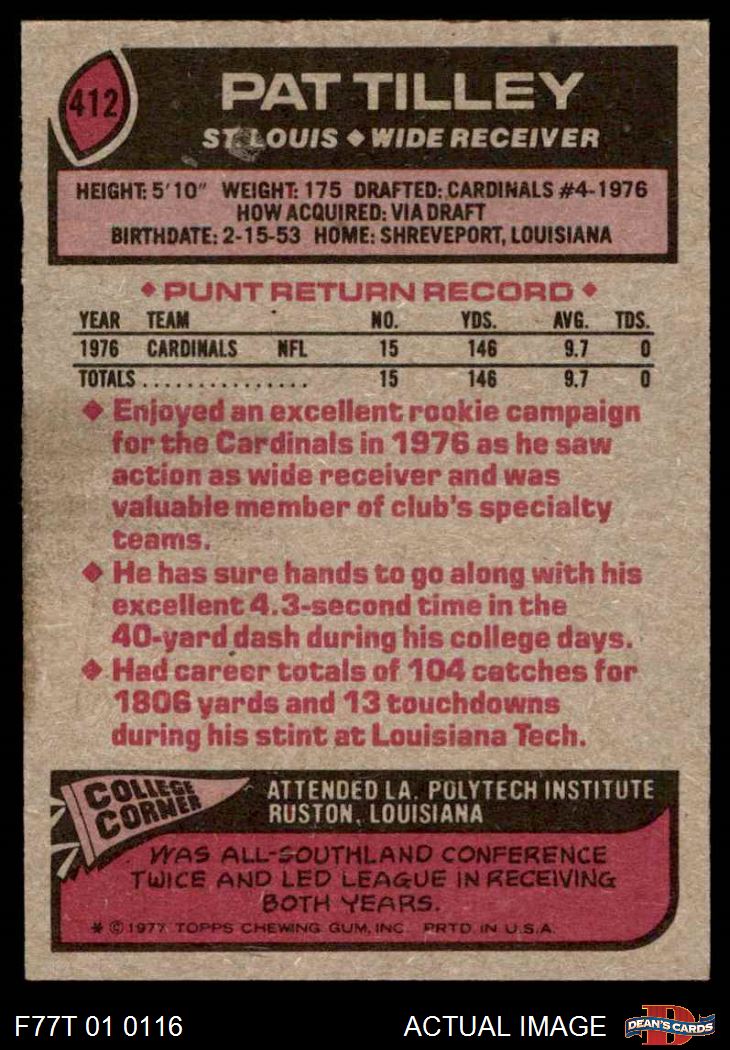 412
PAT TILLEY
ST. LOUIS ◆ WIDE RECEIVER
HEIGHT: 5'10" WEIGHT: 175 DRAFTED: CARDINALS #4-1976
HOW ACQUIRED: VIA DRAFT
BIRTHDATE: 2-15-53 HOME: SHREVEPORT, LOUISIANA
◆ PUNT RETURN RECORD ◆
YEAR TEAM NO. YDS. AVG. TDS.
1976 CARDINALS NFL 15 146 9.7 0
TOTALS............... 15 146 9.7 0
◆ Enjoyed an excellent rookie campaign
for the Cardinals in 1976 as he saw
action as wide receiver and was
valuable member of club's specialty
teams.
◆ He has sure hands to go along with his
excellent 4.3-second time in the
40-yard dash during his college days.
◆ Had career totals of 104 catches for
1806 yards and 13 touchdowns
during his stint at Louisiana Tech.
COLLEGE
CORNER
ATTENDED LA. POLYTECH INSTITUTE
RUSTON, LOUISIANA
WAS ALL-SOUTHLAND CONFERENCE
TWICE AND LED LEAGUE IN RECEIVING
BOTH YEARS.
* © 1977 TOPPS CHEWING GUM, INC. PRTD. IN U.S.A.
F77T 01 0116
ACTUAL IMAGE
D
DEAN'S CARDS